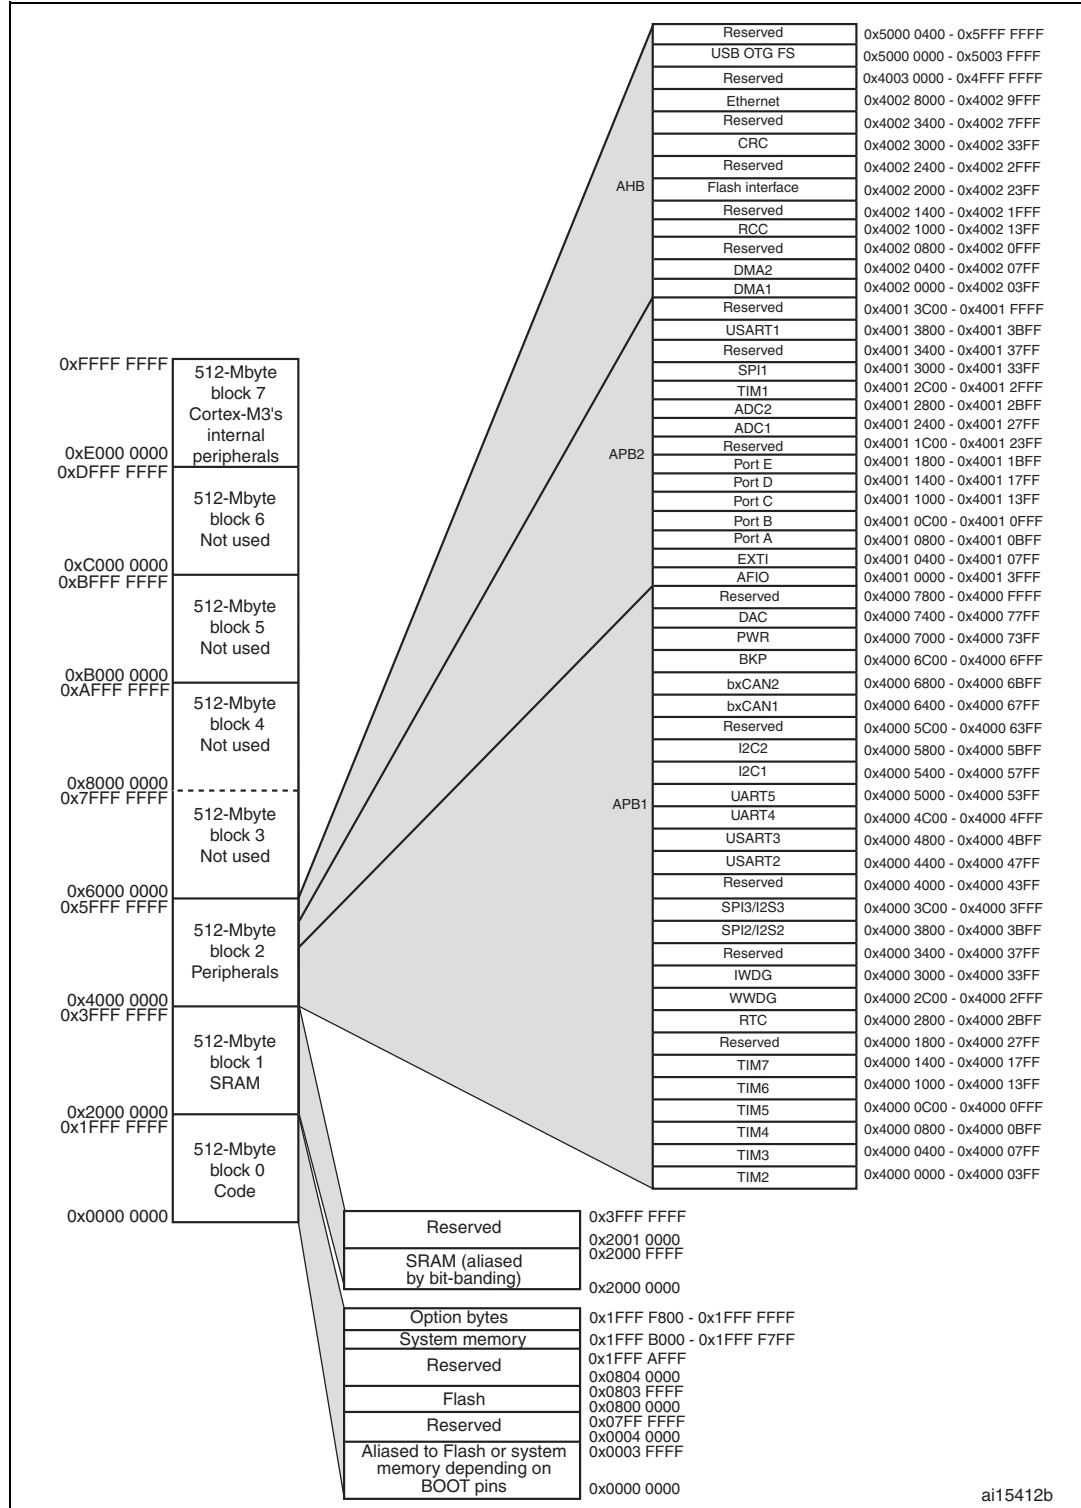 Reserved 0x5000 0400 - 0x5FFF FFFF
USB OTG FS 0x5000 0000 - 0x5003 FFFF
Reserved 0x4003 0000 - 0x4FFF FFFF
Ethernet 0x4002 8000 - 0x4002 9FFF
Reserved 0x4002 3400 - 0x4002 7FFF
CRC 0x4002 3000 - 0x4002 33FF
Reserved 0x4002 2400 - 0x4002 2FFF
AHB
Flash interface 0x4002 2000 - 0x4002 23FF
Reserved 0x4002 1400 - 0x4002 1FFF
RCC 0x4002 1000 - 0x4002 13FF
Reserved 0x4002 0800 - 0x4002 0FFF
DMA2 0x4002 0400 - 0x4002 07FF
DMA1 0x4002 0000 - 0x4002 03FF
Reserved 0x4001 3C00 - 0x4001 FFFF
USART1 0x4001 3800 - 0x4001 3BFF
Reserved 0x4001 3400 - 0x4001 37FF
SPI1 0x4001 3000 - 0x4001 33FF
TIM1 0x4001 2C00 - 0x4001 2FFF
ADC2 0x4001 2800 - 0x4001 2BFF
ADC1 0x4001 2400 - 0x4001 27FF
Reserved 0x4001 1C00 - 0x4001 23FF
APB2
Port E 0x4001 1800 - 0x4001 1BFF
Port D 0x4001 1400 - 0x4001 17FF
Port C 0x4001 1000 - 0x4001 13FF
Port B 0x4001 0C00 - 0x4001 0FFF
Port A 0x4001 0800 - 0x4001 0BFF
EXTI 0x4001 0400 - 0x4001 07FF
AFIO 0x4001 0000 - 0x4001 3FFF
Reserved 0x4000 7800 - 0x4000 FFFF
DAC 0x4000 7400 - 0x4000 77FF
PWR 0x4000 7000 - 0x4000 73FF
BKP 0x4000 6C00 - 0x4000 6FFF
bxCAN2 0x4000 6800 - 0x4000 6BFF
bxCAN1 0x4000 6400 - 0x4000 67FF
Reserved 0x4000 5C00 - 0x4000 63FF
I2C2 0x4000 5800 - 0x4000 5BFF
I2C1 0x4000 5400 - 0x4000 57FF
UART5 0x4000 5000 - 0x4000 53FF
APB1
UART4 0x4000 4C00 - 0x4000 4FFF
USART3 0x4000 4800 - 0x4000 4BFF
USART2 0x4000 4400 - 0x4000 47FF
Reserved 0x4000 4000 - 0x4000 43FF
SPI3/I2S3 0x4000 3C00 - 0x4000 3FFF
SPI2/I2S2 0x4000 3800 - 0x4000 3BFF
Reserved 0x4000 3400 - 0x4000 37FF
IWDG 0x4000 3000 - 0x4000 33FF
WWDG 0x4000 2C00 - 0x4000 2FFF
RTC 0x4000 2800 - 0x4000 2BFF
Reserved 0x4000 1800 - 0x4000 27FF
TIM7 0x4000 1400 - 0x4000 17FF
TIM6 0x4000 1000 - 0x4000 13FF
TIM5 0x4000 0C00 - 0x4000 0FFF
TIM4 0x4000 0800 - 0x4000 0BFF
TIM3 0x4000 0400 - 0x4000 07FF
TIM2 0x4000 0000 - 0x4000 03FF
0xFFFF FFFF
512-Mbyte
block 7
Cortex-M3's
internal
peripherals
0xE000 0000
0xDFFF FFFF
512-Mbyte
block 6
Not used
0xC000 0000
0xBFFF FFFF
512-Mbyte
block 5
Not used
0xB000 0000
0xAFFF FFFF
512-Mbyte
block 4
Not used
0x8000 0000
0x7FFF FFFF
512-Mbyte
block 3
Not used
0x6000 0000
0x5FFF FFFF
512-Mbyte
block 2
Peripherals
0x4000 0000
0x3FFF FFFF
512-Mbyte
block 1
SRAM
0x2000 0000
0x1FFF FFFF
512-Mbyte
block 0
Code
0x0000 0000
0x3FFF FFFF
Reserved
0x2001 0000
0x2000 FFFF
SRAM (aliased
by bit-banding)
0x2000 0000
Option bytes 0x1FFF F800 - 0x1FFF FFFF
System memory 0x1FFF B000 - 0x1FFF F7FF
0x1FFF AFFF
Reserved
0x0804 0000
0x0803 FFFF
Flash
0x0800 0000
0x07FF FFFF
Reserved
0x0004 0000
0x0003 FFFF
Aliased to Flash or system
memory depending on
BOOT pins
0x0000 0000
ai15412b